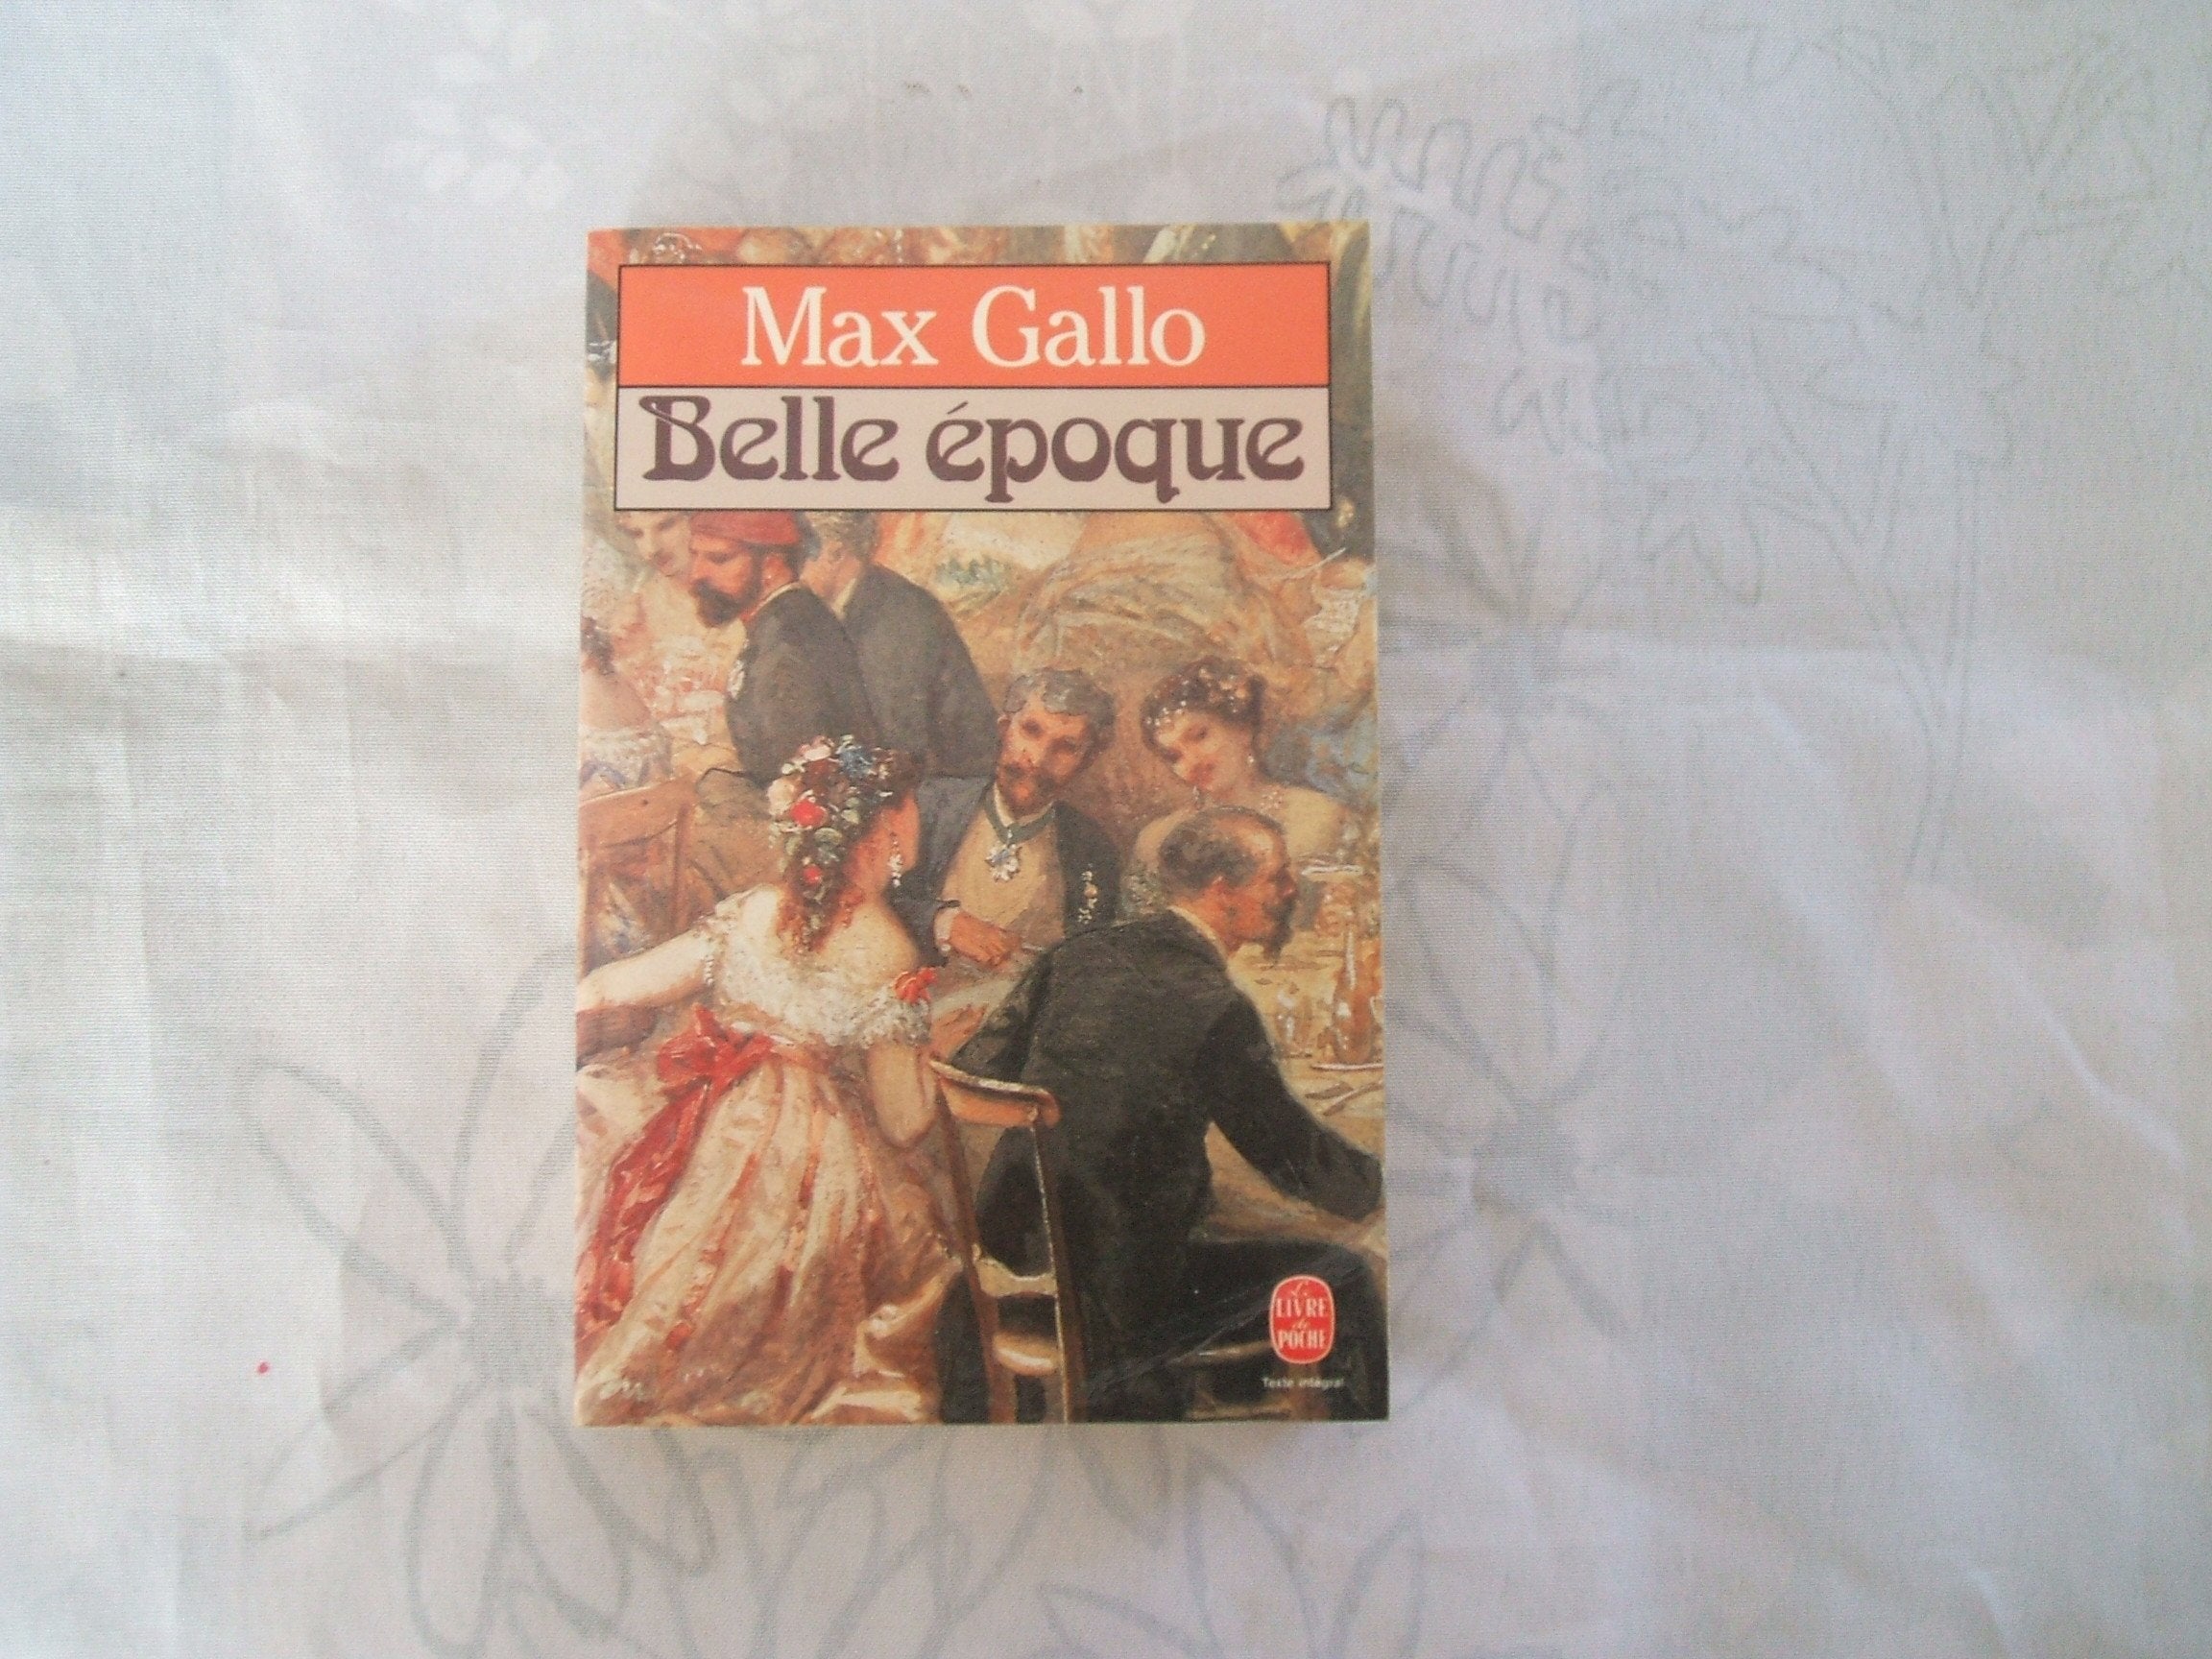 Max Gallo
Belle époque
Le
LIVRE
de
POCHE
Texte intégral